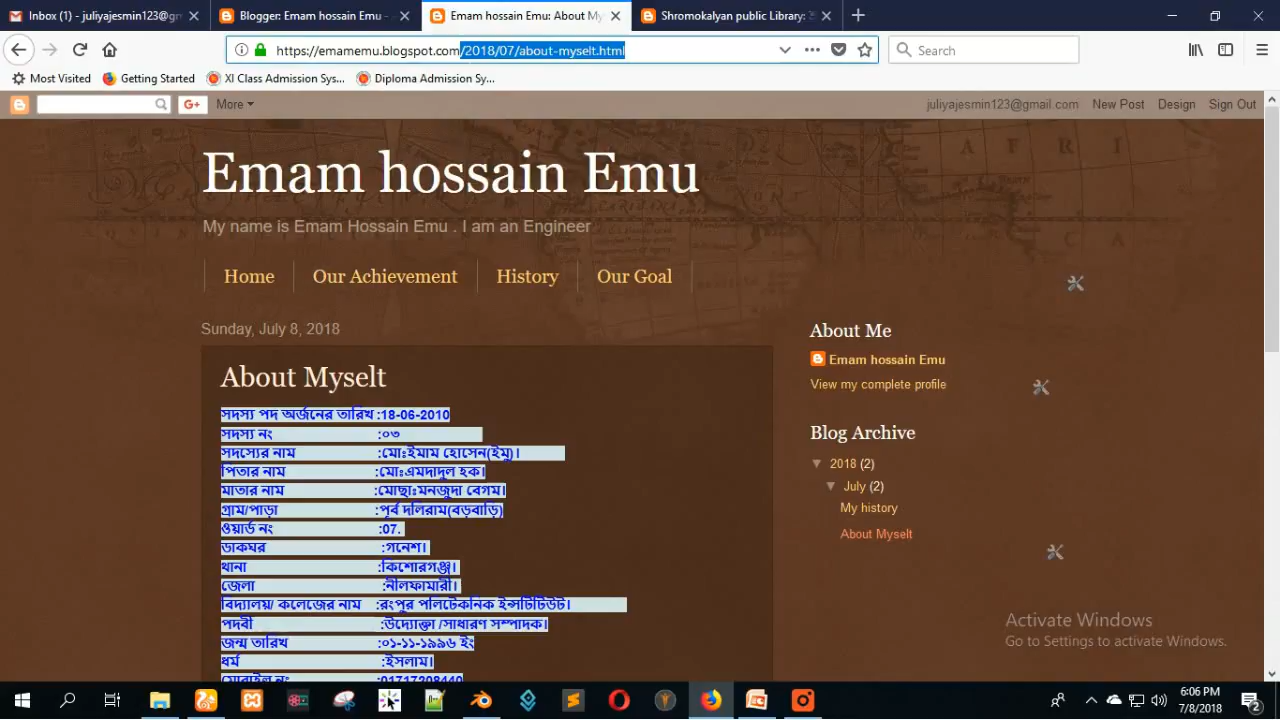 Inbox (1) - juliyajesmin123@gm
Blogger: Emam hossain Emu -
Emam hossain Emu: About My
Shromokalyan public Library:
https://emamemu.blogspot.com/2018/07/about-myselt.html
Search
Most Visited
Getting Started
XI Class Admission Sys...
Diploma Admission Sy...
G+
More
juliyajesmin123@gmail.com
New Post
Design
Sign Out
Emam hossain Emu
My name is Emam Hossain Emu . I am an Engineer
Home
Our Achievement
History
Our Goal
Sunday, July 8, 2018
About Myselt
সদস্য পদ অর্জনের তারিখ :18-06-2010
সদস্য নং :০৩
সদস্যের নাম :মোঃইমাম হোসেন(ইমু)।
পিতার নাম :মোঃএমদাদুল হক।
মাতার নাম :মোছাঃমনজুদা বেগম।
গ্রাম/পাড়া :পূর্ব দলিরাম(বড়বাড়ি)
ওয়ার্ড নং :07.
ডাকঘর :গনেশ।
থানা :কিশোরগঞ্জ।
জেলা :নীলফামারী।
বিদ্যালয়/ কলেজের নাম :রংপুর পলিটেকনিক ইন্সটিটিউট।
পদবী :উদ্যোক্তা /সাধারণ সম্পাদক।
জন্ম তারিখ :০১-১১-১৯৯৬ ইং
ধর্ম :ইসলাম।
মোবাইল নং :01717208440
About Me
Emam hossain Emu
View my complete profile
Blog Archive
▼ 2018 (2)
▼ July (2)
My history
About Myselt
Activate Windows
Go to Settings to activate Windows.
6:06 PM
7/8/2018
2